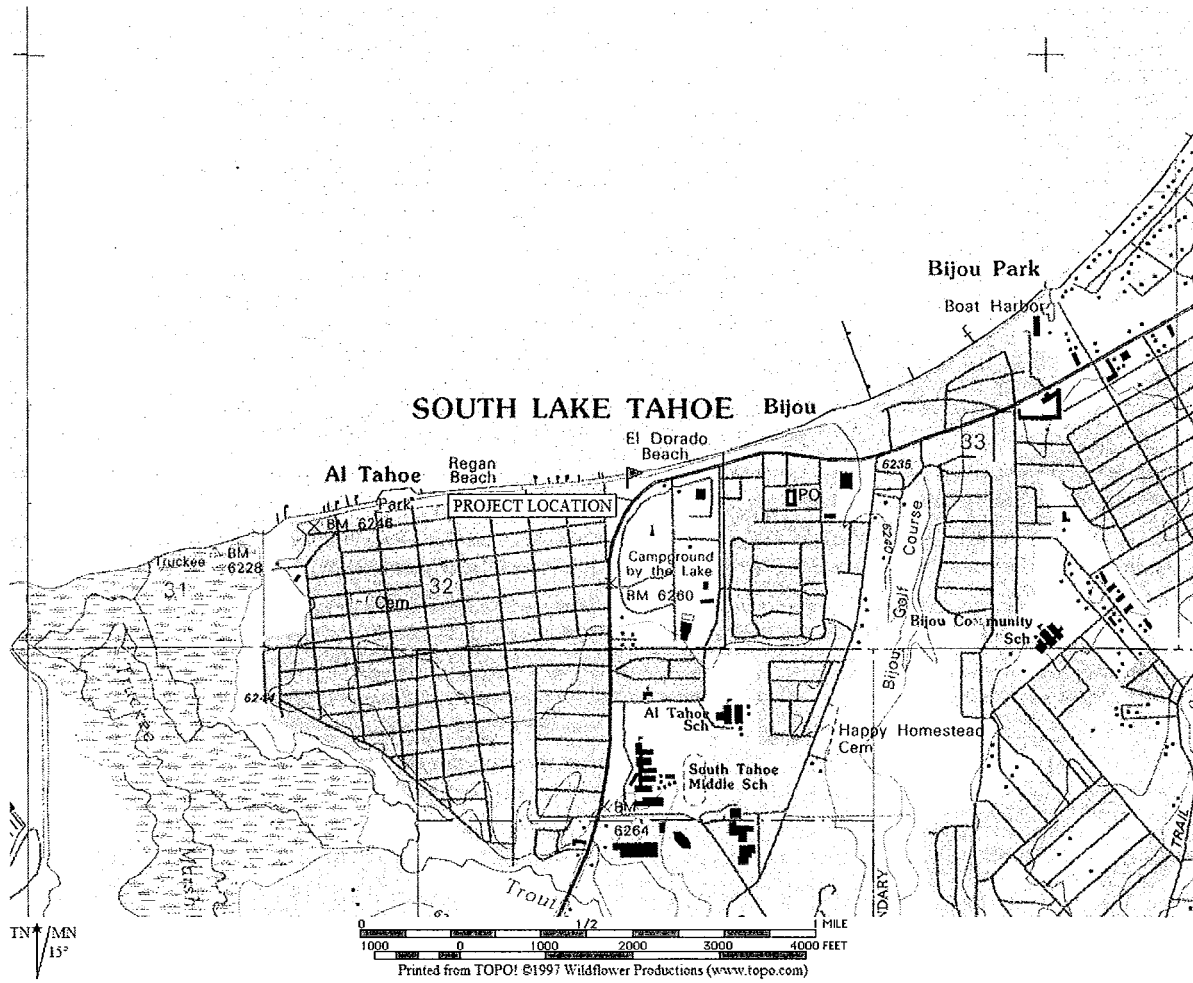 Bijou Park
Boat Harbor
SOUTH LAKE TAHOE
Bijou
El Dorado
Beach
33
Al Tahoe
Regan
Beach
6235
Park
PROJECT LOCATION
PO
BM 6246
6240
Golf Course
Truckee
BM
6228
Campground
by the Lake
31
32
Cem
BM 6260
Bijou Community
Sch
Bijou
6244
Truckee
Marsh
Al Tahoe
Sch
Happy Homestead
Cem
South Tahoe
Middle Sch
BM
6264
TRAIL
Trout
NDARY
TN MN
15°
0 1/2 1 MILE
1000 0 1000 2000 3000 4000 FEET
Printed from TOPO! ©1997 Wildflower Productions (www.topo.com)